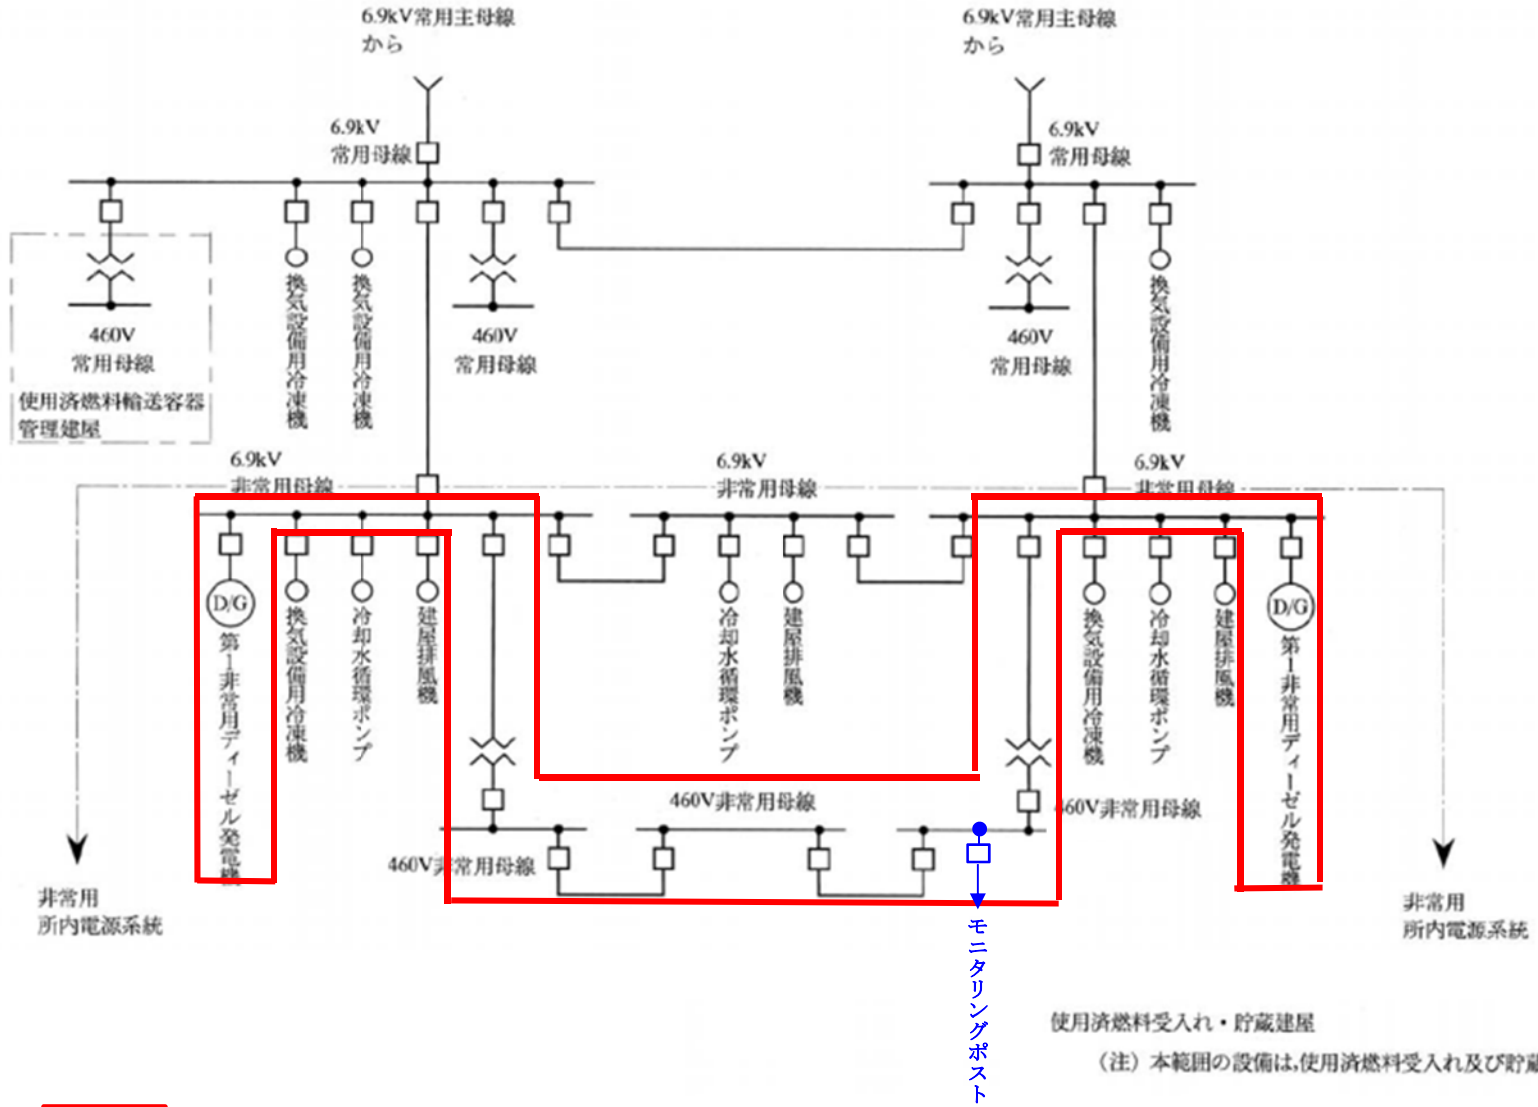 6.9kV常用主母線
から
6.9kV常用主母線
から
6.9kV
常用母線
6.9kV
常用母線
460V
常用母線
使用済燃料輸送容器
管理建屋
換気設備用冷凍機
換気設備用冷凍機
460V
常用母線
460V
常用母線
換気設備用冷凍機
6.9kV
非常用母線
6.9kV
非常用母線
6.9kV
非常用母線
D/G
第1非常用ディーゼル発電機
換気設備用冷凍機
冷却水循環ポンプ
建屋排風機
冷却水循環ポンプ
建屋排風機
換気設備用冷凍機
冷却水循環ポンプ
建屋排風機
D/G
第1非常用ディーゼル発電機
460V非常用母線
460V非常用母線
460V非常用母線
非常用
所内電源系統
モニタリングポスト
非常用
所内電源系統
使用済燃料受入れ・貯蔵建屋
（注）本範囲の設備は,使用済燃料受入れ及び貯蔵